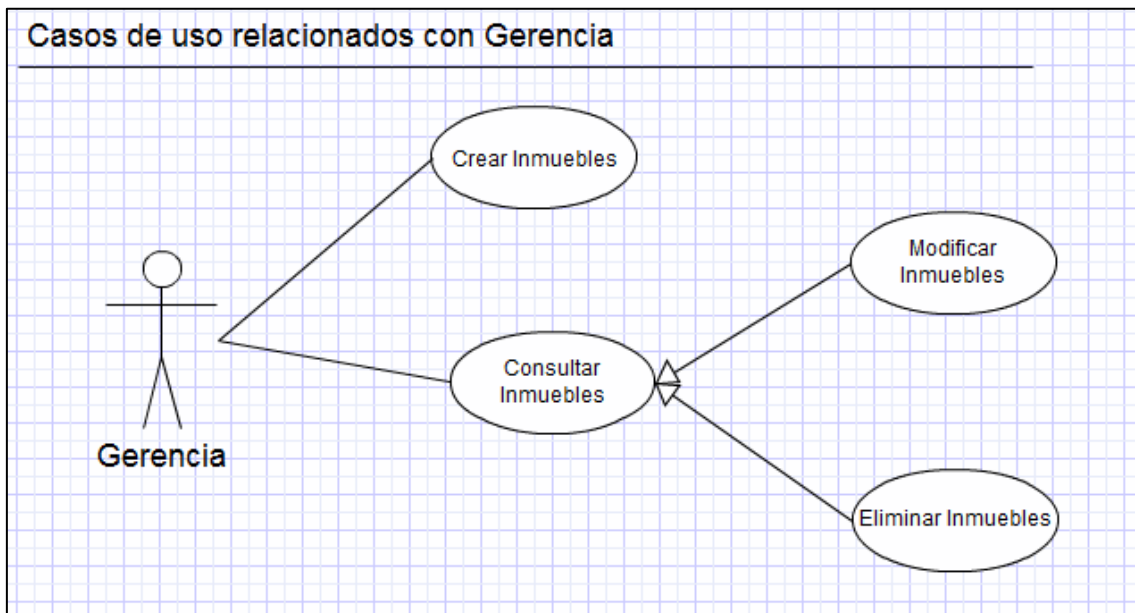 Casos de uso relacionados con Gerencia
Crear Inmuebles
Modificar
Inmuebles
Consultar
Inmuebles
Gerencia
Eliminar Inmuebles